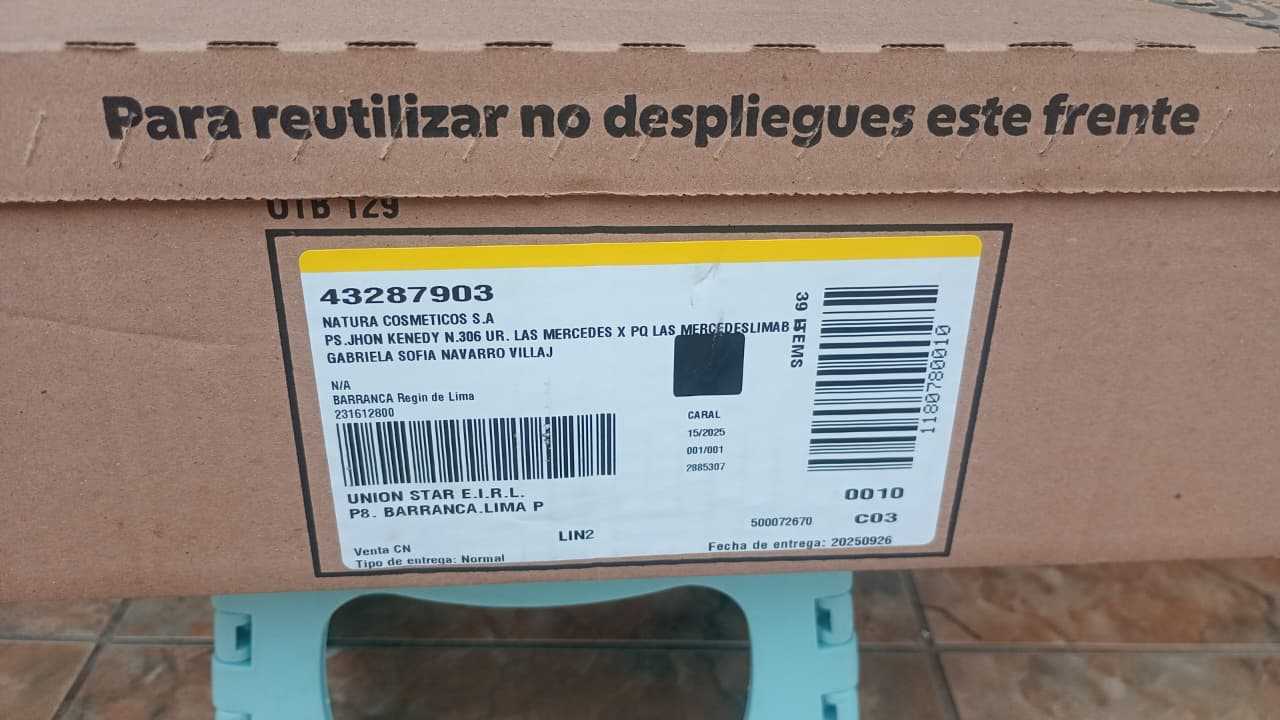 Para reutilizar no despliegues este frente
UTB 129
43287903
NATURA COSMETICOS S.A
PS.JHON KENEDY N.306 UR. LAS MERCEDES X PQ LAS MERCEDESLIMAB
GABRIELA SOFIA NAVARRO VILLAJ
N/A
BARRANCA Regin de Lima
231612800
UNION STAR E.I.R.L.
P8. BARRANCA.LIMA P
LIN2
Venta CN
Tipo de entrega: Normal
CARAL
15/2025
001/001
2885307
39 ITEMS
1180780010
0010
500072670
C03
Fecha de entrega: 20250926